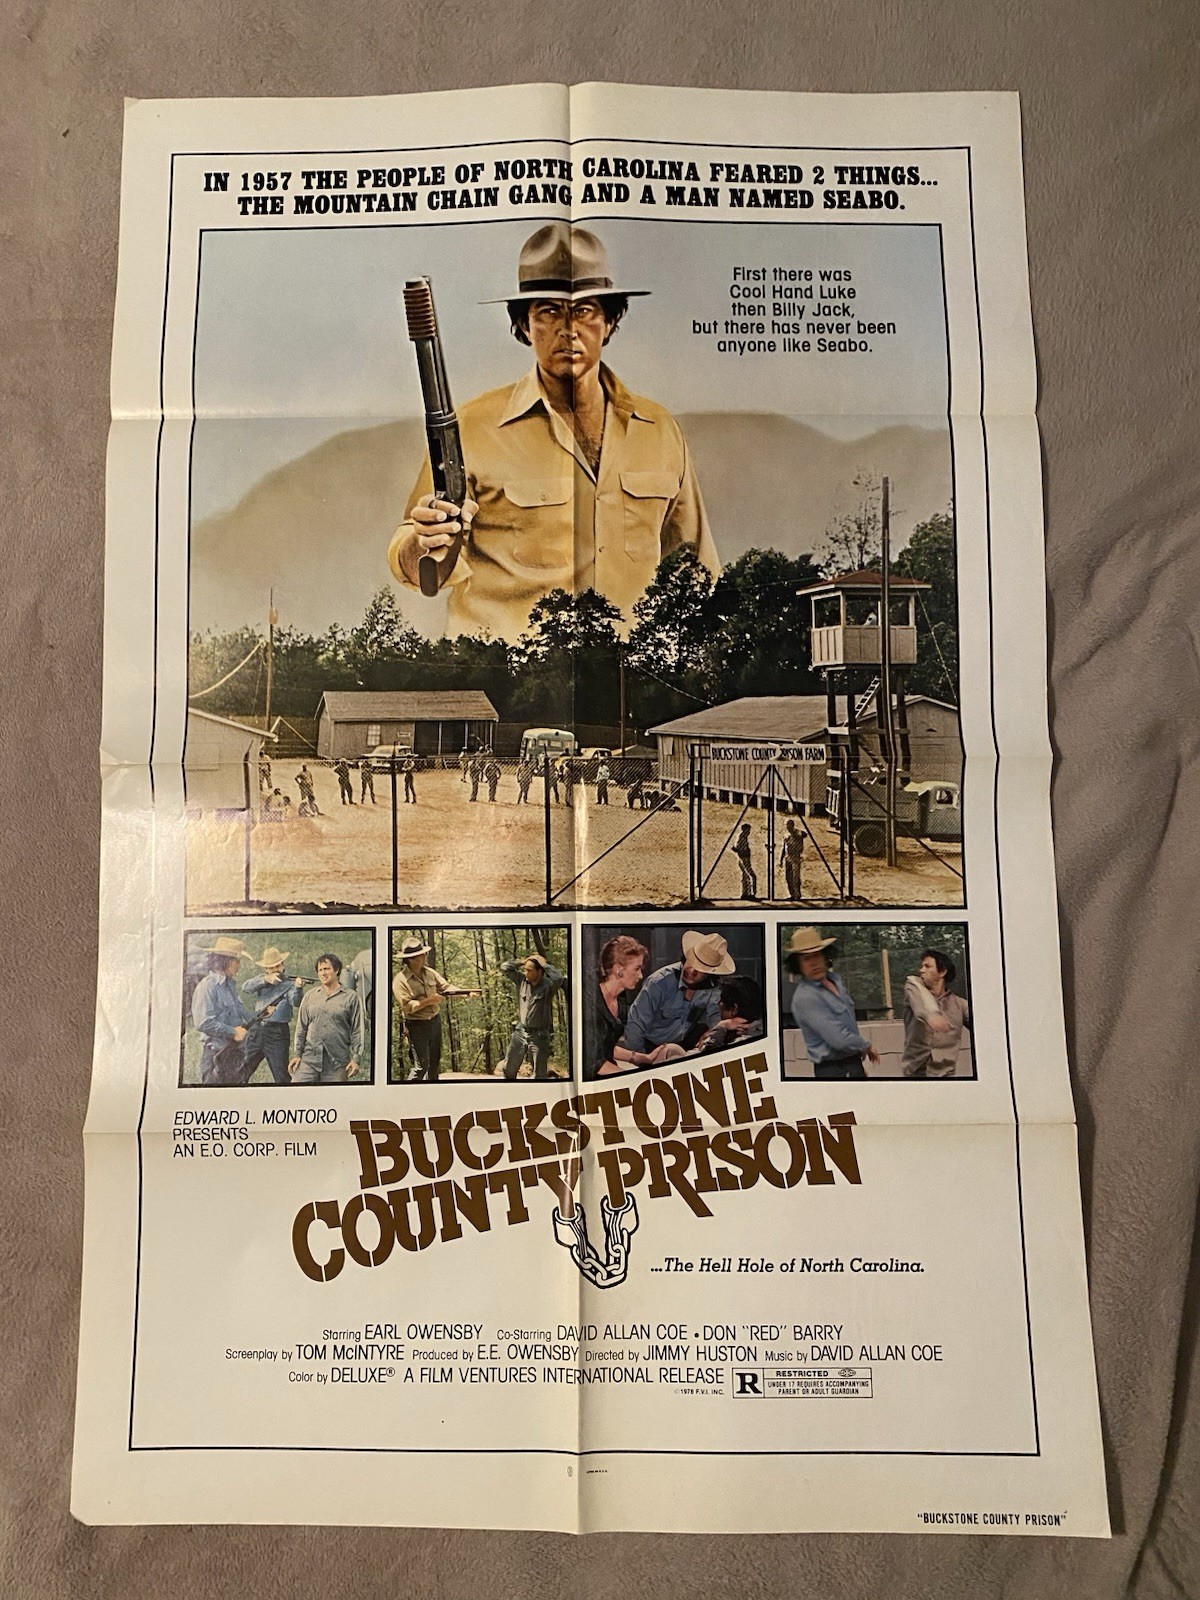 IN 1957 THE PEOPLE OF NORTH CAROLINA FEARED 2 THINGS...
THE MOUNTAIN CHAIN GANG AND A MAN NAMED SEABO.
First there was
Cool Hand Luke
then Billy Jack,
but there has never been
anyone like Seabo.
BUCKSTONE COUNTY PRISON FARM
EDWARD L. MONTORO
PRESENTS
AN E.O. CORP. FILM
BUCKSTONE
COUNTY PRISON
...The Hell Hole of North Carolina.
Starring EARL OWENSBY Co-Starring DAVID ALLAN COE • DON "RED" BARRY
Screenplay by TOM McINTYRE Produced by E.E. OWENSBY Directed by JIMMY HUSTON Music by DAVID ALLAN COE
Color by DELUXE® A FILM VENTURES INTERNATIONAL RELEASE
©1978 F.V.I. INC.
R RESTRICTED
UNDER 17 REQUIRES ACCOMPANYING
PARENT OR ADULT GUARDIAN
"BUCKSTONE COUNTY PRISON"